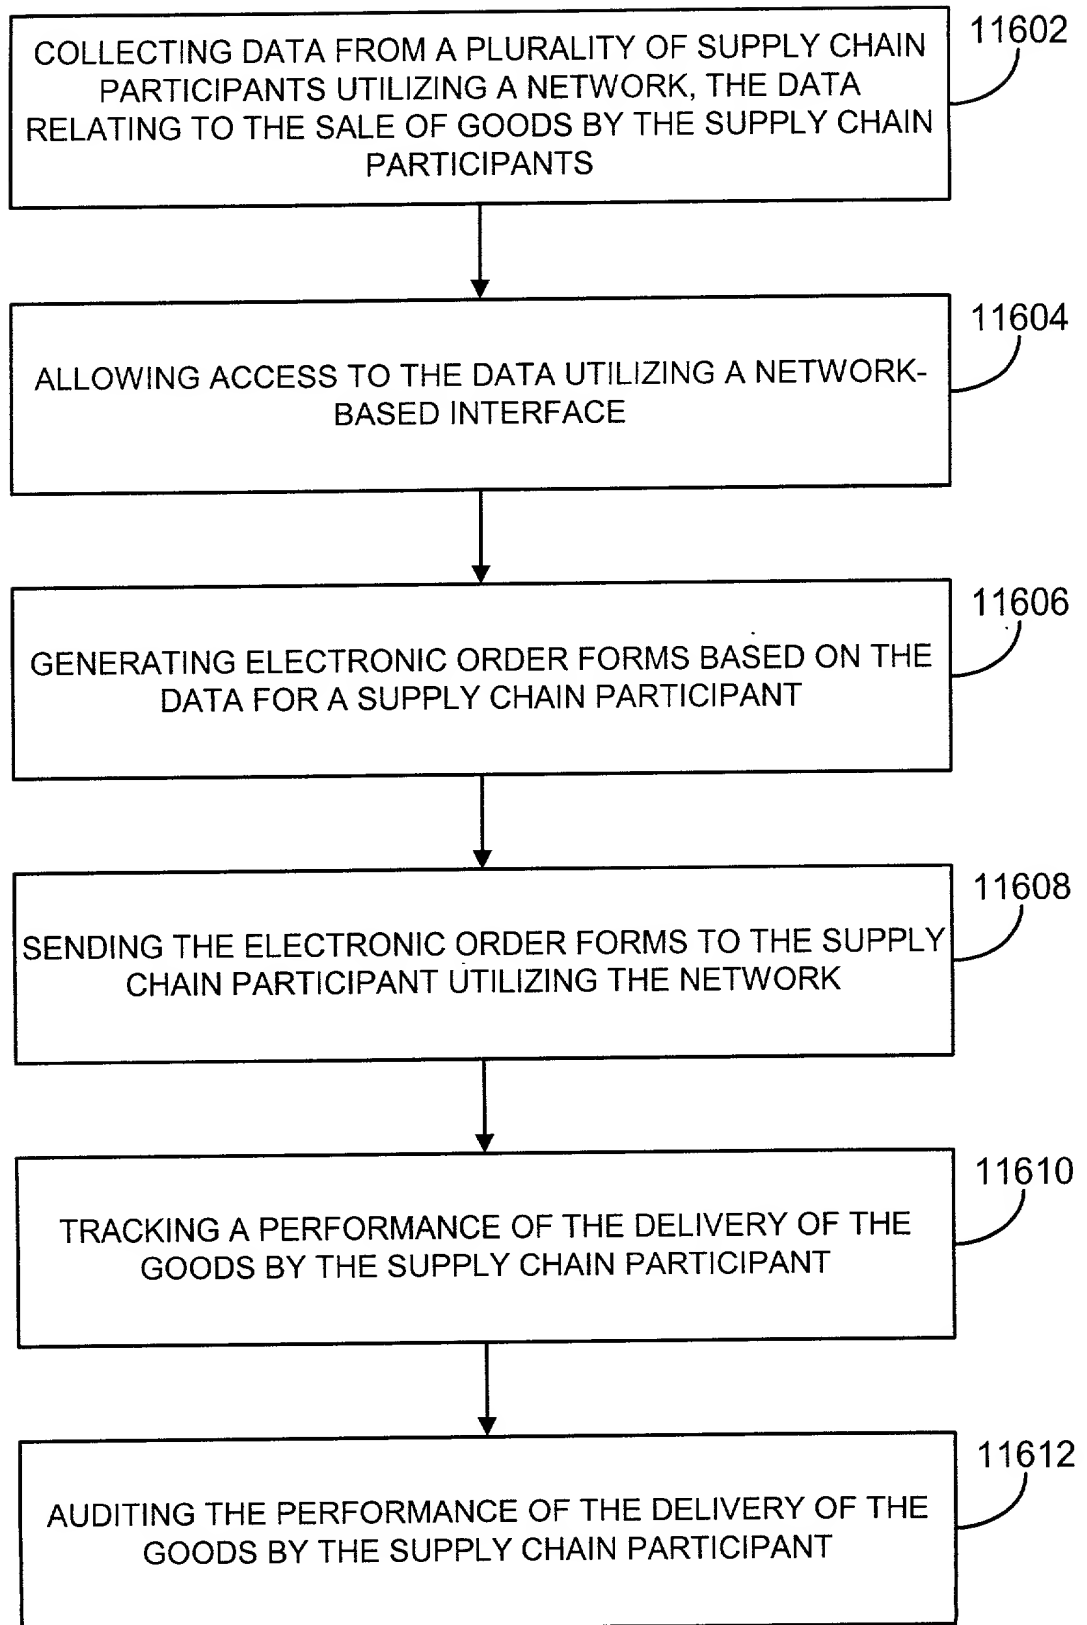 11602
COLLECTING DATA FROM A PLURALITY OF SUPPLY CHAIN
PARTICIPANTS UTILIZING A NETWORK, THE DATA
RELATING TO THE SALE OF GOODS BY THE SUPPLY CHAIN
PARTICIPANTS
11604
ALLOWING ACCESS TO THE DATA UTILIZING A NETWORK-
BASED INTERFACE
11606
GENERATING ELECTRONIC ORDER FORMS BASED ON THE
DATA FOR A SUPPLY CHAIN PARTICIPANT
11608
SENDING THE ELECTRONIC ORDER FORMS TO THE SUPPLY
CHAIN PARTICIPANT UTILIZING THE NETWORK
11610
TRACKING A PERFORMANCE OF THE DELIVERY OF THE
GOODS BY THE SUPPLY CHAIN PARTICIPANT
11612
AUDITING THE PERFORMANCE OF THE DELIVERY OF THE
GOODS BY THE SUPPLY CHAIN PARTICIPANT